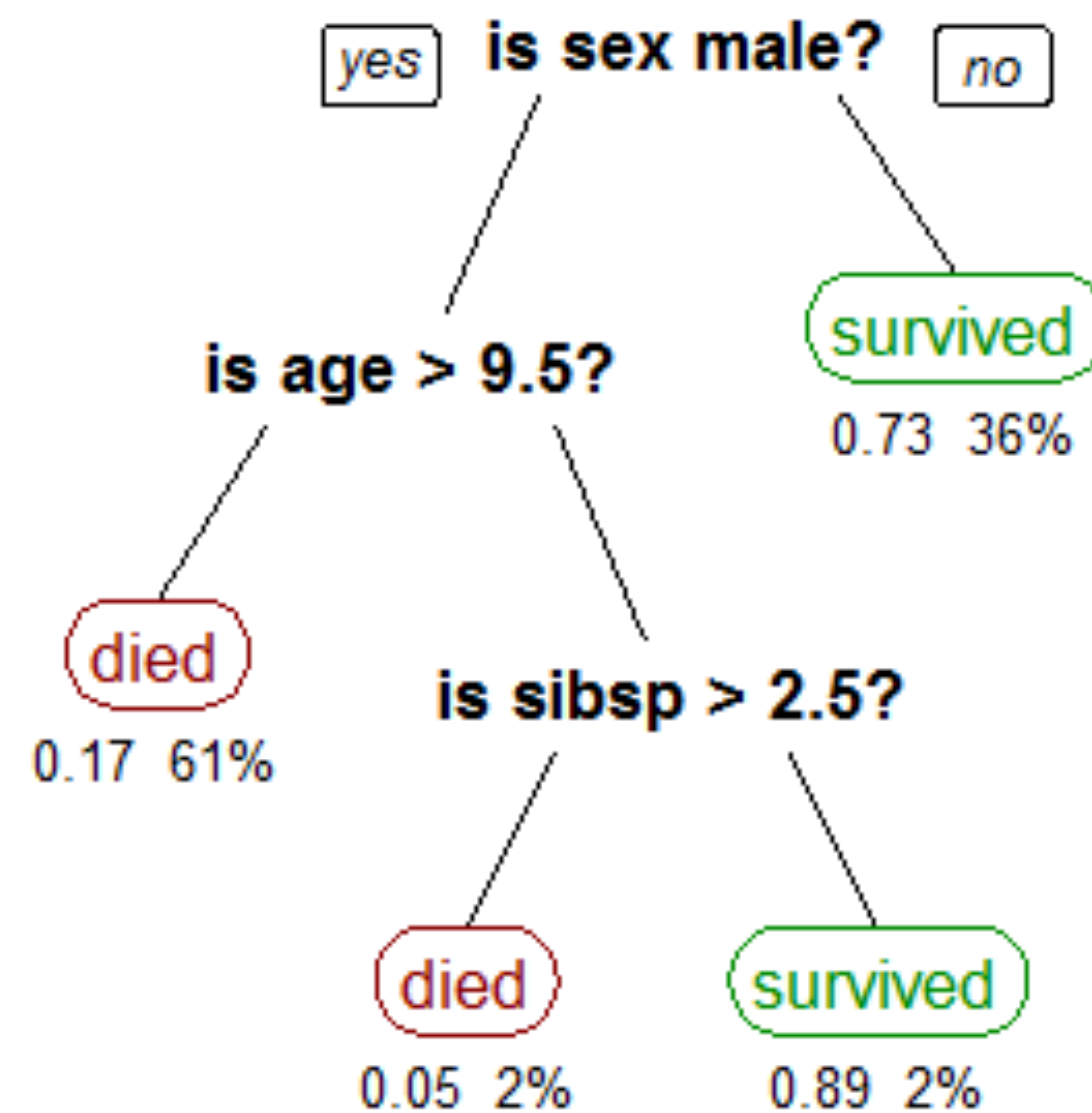 yes is sex male? no
survived
0.73 36%
is age > 9.5?
died
0.17 61%
is sibsp > 2.5?
died survived
0.05 2% 0.89 2%